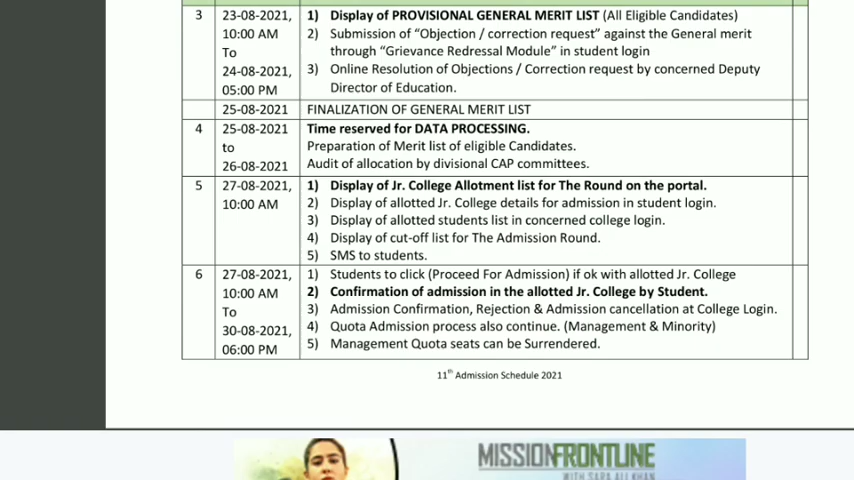 3 23-08-2021, 1) Display of PROVISIONAL GENERAL MERIT LIST (All Eligible Candidates)
10:00 AM 2) Submission of "Objection / correction request" against the General merit
To through "Grievance Redressal Module" in student login
24-08-2021, 3) Online Resolution of Objections / Correction request by concerned Deputy
05:00 PM Director of Education.
25-08-2021 FINALIZATION OF GENERAL MERIT LIST
4 25-08-2021 Time reserved for DATA PROCESSING.
to Preparation of Merit list of eligible Candidates.
26-08-2021 Audit of allocation by divisional CAP committees.
5 27-08-2021, 1) Display of Jr. College Allotment list for The Round on the portal.
10:00 AM 2) Display of allotted Jr. College details for admission in student login.
3) Display of allotted students list in concerned college login.
4) Display of cut-off list for The Admission Round.
5) SMS to students.
6 27-08-2021, 1) Students to click (Proceed For Admission) if ok with allotted Jr. College
10:00 AM 2) Confirmation of admission in the allotted Jr. College by Student.
To 3) Admission Confirmation, Rejection & Admission cancellation at College Login.
30-08-2021, 4) Quota Admission process also continue. (Management & Minority)
06:00 PM 5) Management Quota seats can be Surrendered.
11th Admission Schedule 2021
MISSION FRONTLINE
WITH SARA ALI KHAN